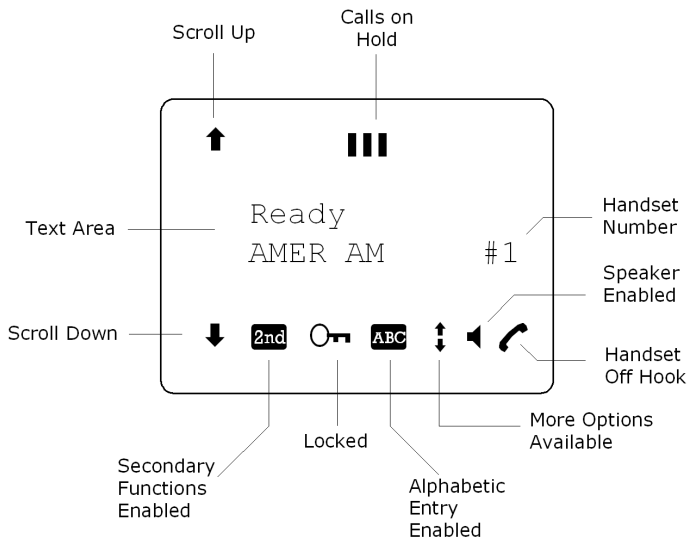 Scroll Up
Calls on
Hold
Text Area
Ready
AMER AM
#1
Handset
Number
Speaker
Enabled
Scroll Down
2nd
ABC
Handset
Off Hook
Locked
More Options
Available
Secondary
Functions
Enabled
Alphabetic
Entry
Enabled